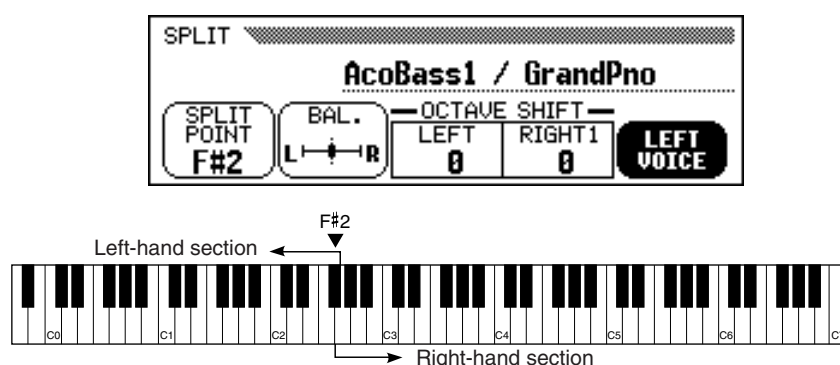 SPLIT
AcoBass1 / GrandPno
SPLIT POINT F#2
BAL.
L R
OCTAVE SHIFT
LEFT 0
RIGHT1 0
LEFT VOICE
F#2
Left-hand section
C0 C1 C2 C3 C4 C5 C6 C
Right-hand section